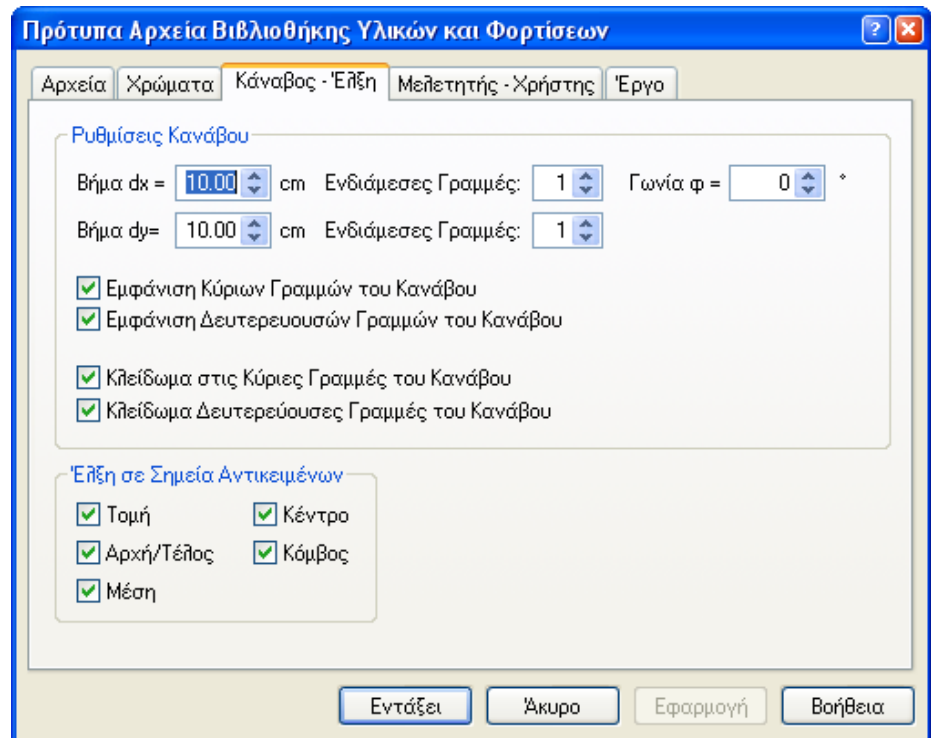 Πρότυπα Αρχεία Βιβλιοθήκης Υλικών και Φορτίσεων
Αρχεία Χρώματα Κάναβος - Έλξη Μελετητής - Χρήστης Έργο
Ρυθμίσεις Κανάβου
Βήμα dx = 10.00 cm Ενδιάμεσες Γραμμές: 1 Γωνία φ = 0 °
Βήμα dy= 10.00 cm Ενδιάμεσες Γραμμές: 1
Εμφάνιση Κύριων Γραμμών του Κανάβου
Εμφάνιση Δευτερευουσών Γραμμών του Κανάβου
Κλείδωμα στις Κύριες Γραμμές του Κανάβου
Κλείδωμα Δευτερεύουσες Γραμμές του Κανάβου
Έλξη σε Σημεία Αντικειμένων
Τομή Κέντρο
Αρχή/Τέλος Κόμβος
Μέση
Εντάξει Άκυρο Εφαρμογή Βοήθεια